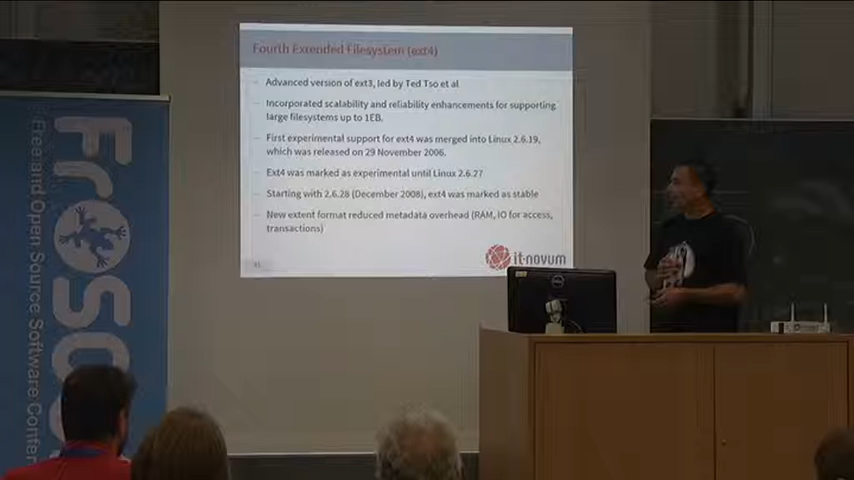 Fourth Extended Filesystem (ext4)
Advanced version of ext3, led by Ted Tso et al
Incorporated scalability and reliability enhancements for supporting
large filesystems up to 1EB.
First experimental support for ext4 was merged into Linux 2.6.19,
which was released on 29 November 2006.
Ext4 was marked as experimental until Linux 2.6.27
Starting with 2.6.28 (December 2008), ext4 was marked as stable
New extent format reduced metadata overhead (RAM, IO for access,
transactions)
it-novum
FrOSC
Free and Open Source Software Confer
DELL